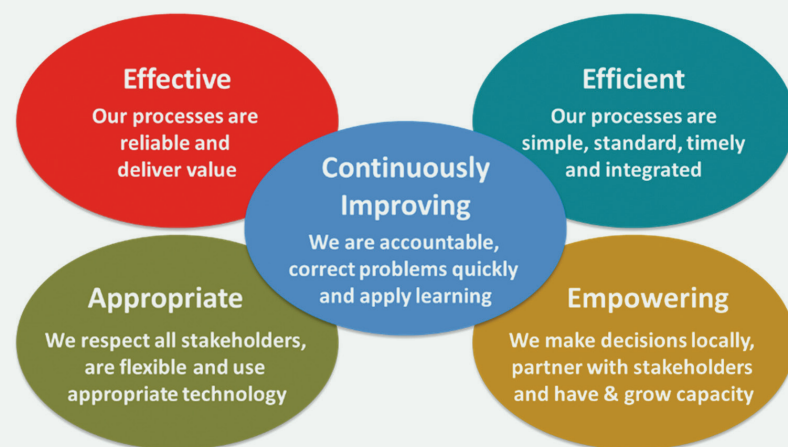 Effective
Our processes are
reliable and
deliver value
Efficient
Our processes are
simple, standard, timely
and integrated
Continuously
Improving
We are accountable,
correct problems quickly
and apply learning
Appropriate
We respect all stakeholders,
are flexible and use
appropriate technology
Empowering
We make decisions locally,
partner with stakeholders
and have & grow capacity